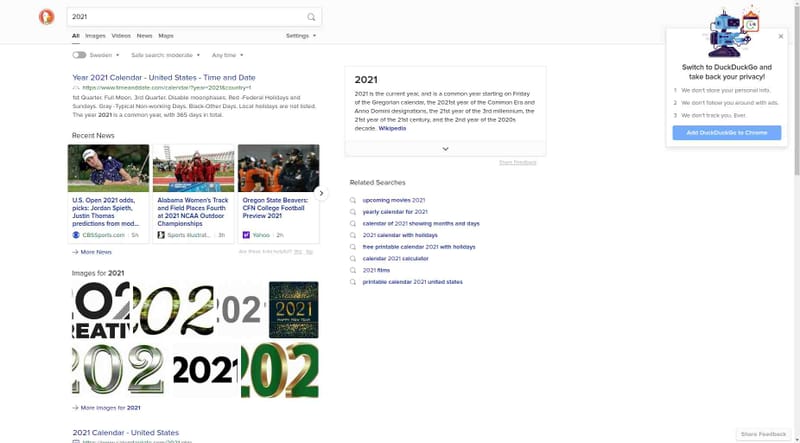 2021
All Images Videos News Maps Settings
Sweden Safe search: moderate Any time
Year 2021 Calendar - United States - Time and Date
https://www.timeanddate.com/calendar/?year=2021&country=1
1st Quarter. Full Moon. 3rd Quarter. Disable moonphases. Red -Federal Holidays and
Sundays. Gray -Typical Non-working Days. Black-Other Days. Local holidays are not listed.
The year 2021 is a common year, with 365 days in total.
Recent News
U.S. Open 2021 odds,
picks: Jordan Spieth,
Justin Thomas
predictions from mod...
CBSSports.com 5h
Alabama Women's Track
and Field Places Fourth
at 2021 NCAA Outdoor
Championships
Sports Illustrat... 3h
Oregon State Beavers:
CFN College Football
Preview 2021
Yahoo 2h
More News
Are these links helpful? Yes No
Images for 2021
202
REATIV
202
202
2021
HAPPY NEW YEAR
202
2021
202
More Images for 2021
2021 Calendar - United States
2021
2021 is the current year, and is a common year starting on Friday
of the Gregorian calendar, the 2021st year of the Common Era and
Anno Domini designations, the 21st year of the 3rd millennium, the
21st year of the 21st century, and the 2nd year of the 2020s
decade. Wikipedia
Share Feedback
Related Searches
upcoming movies 2021
yearly calendar for 2021
calendar of 2021 showing months and days
2021 calendar with holidays
free printable calendar 2021 with holidays
calendar 2021 calculator
2021 films
printable calendar 2021 united states
Switch to DuckDuckGo and
take back your privacy!
1 We don't store your personal info.
2 We don't follow you around with ads.
3 We don't track you. Ever.
Add DuckDuckGo to Chrome
Share Feedback